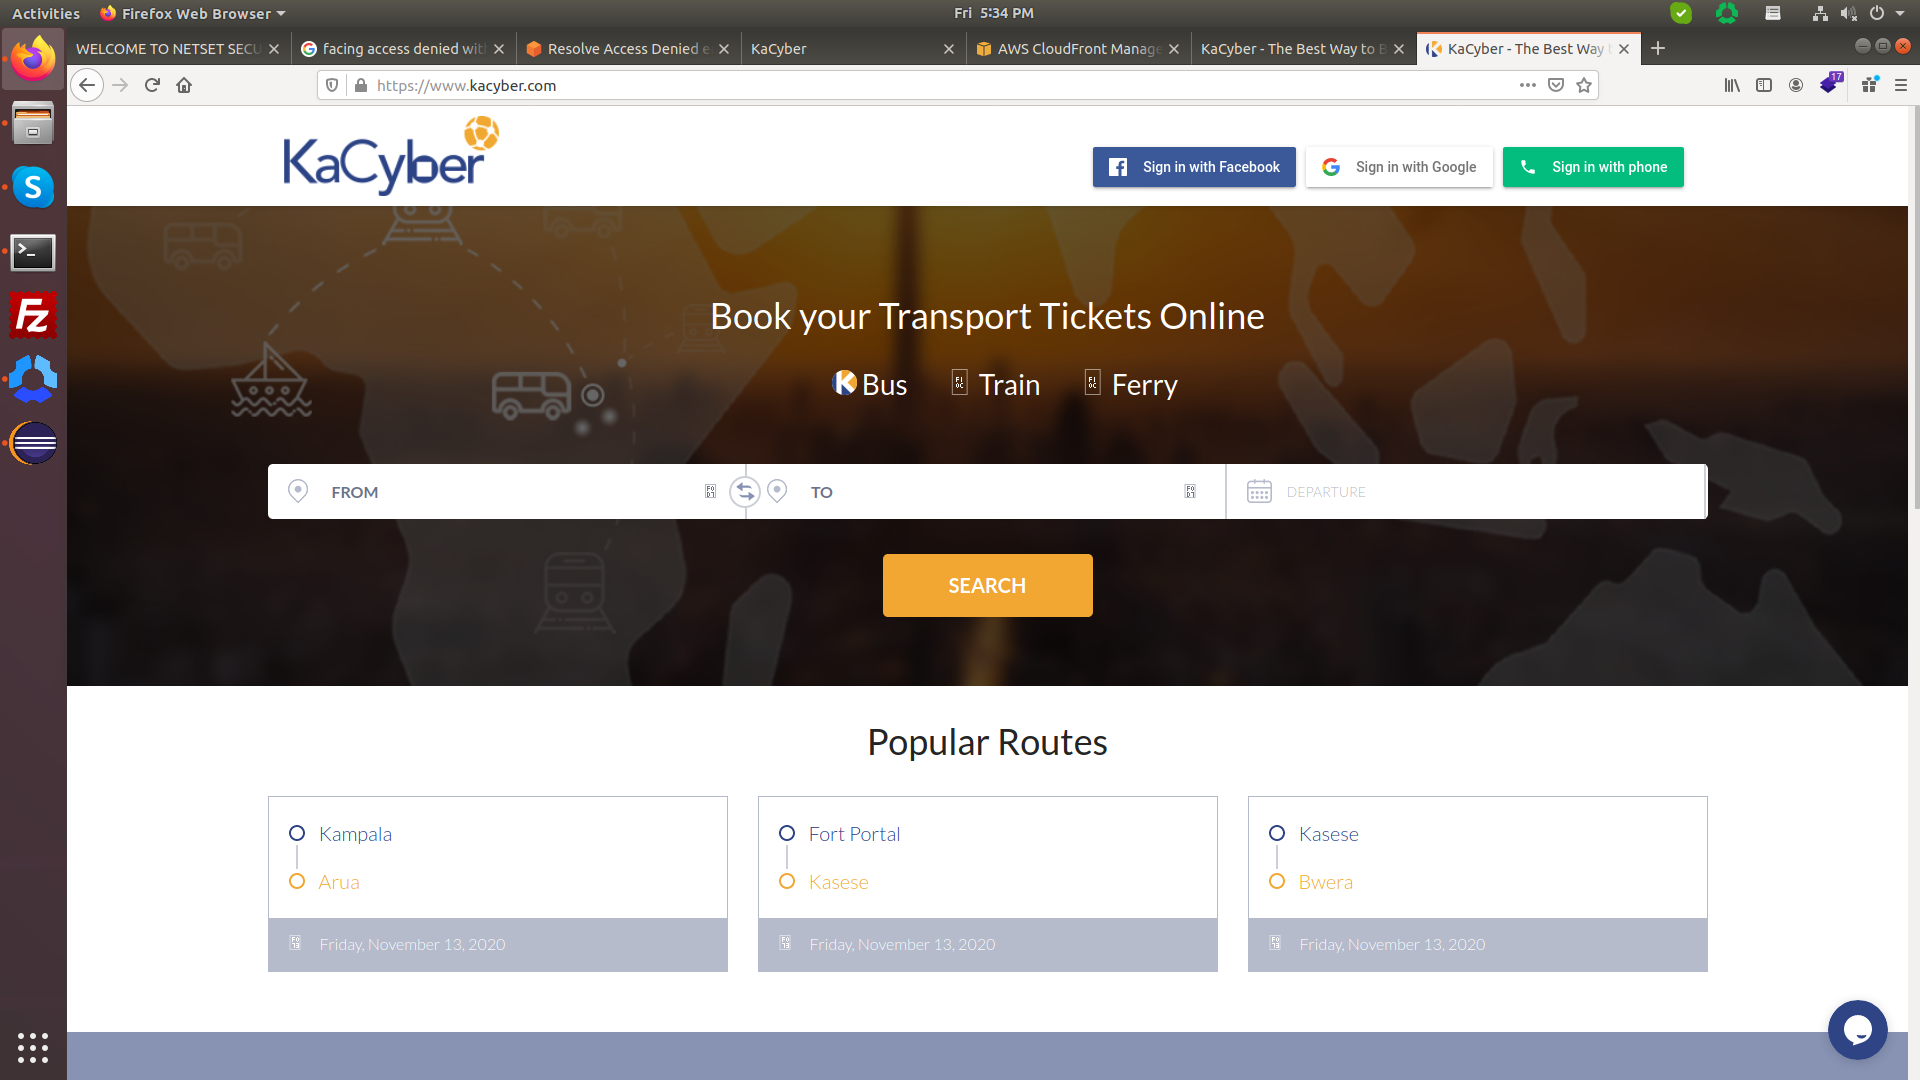 Activities Firefox Web Browser Fri 5:34 PM
WELCOME TO NETSET SECU facing access denied wit Resolve Access Denied e KaCyber AWS CloudFront Manage KaCyber - The Best Way to B KaCyber - The Best Way t
https://www.kacyber.com 17
KaCyber
Sign in with Facebook Sign in with Google Sign in with phone
Book your Transport Tickets Online
Bus Train Ferry
FROM TO DEPARTURE
SEARCH
Popular Routes
Kampala Fort Portal Kasese
Arua Kasese Bwera
Friday, November 13, 2020 Friday, November 13, 2020 Friday, November 13, 2020